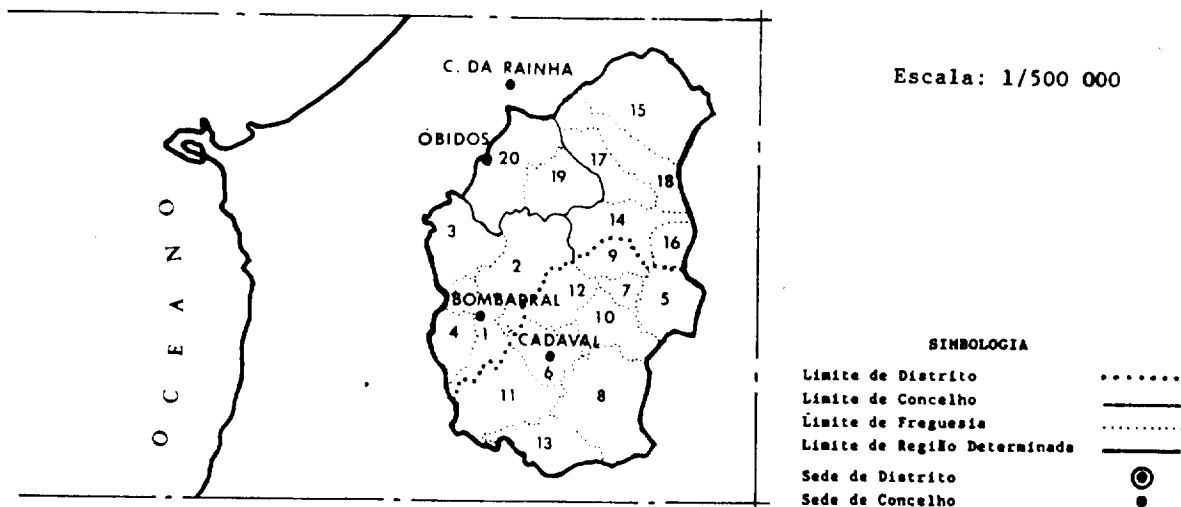 C. DA RAINHA
Escala: 1/500 000
15
ÓBIDOS
20
17
19
18
OCEANO
3
14
16
2
9
12
7
5
BOMBADRAL
10
4
1
CADAVAL
6
11
8
13
SIMBOLOGIA
Limite de Distrito
Limite de Concelho
Limite de Freguesia
Limite de Região Determinada
Sede de Distrito
Sede de Concelho